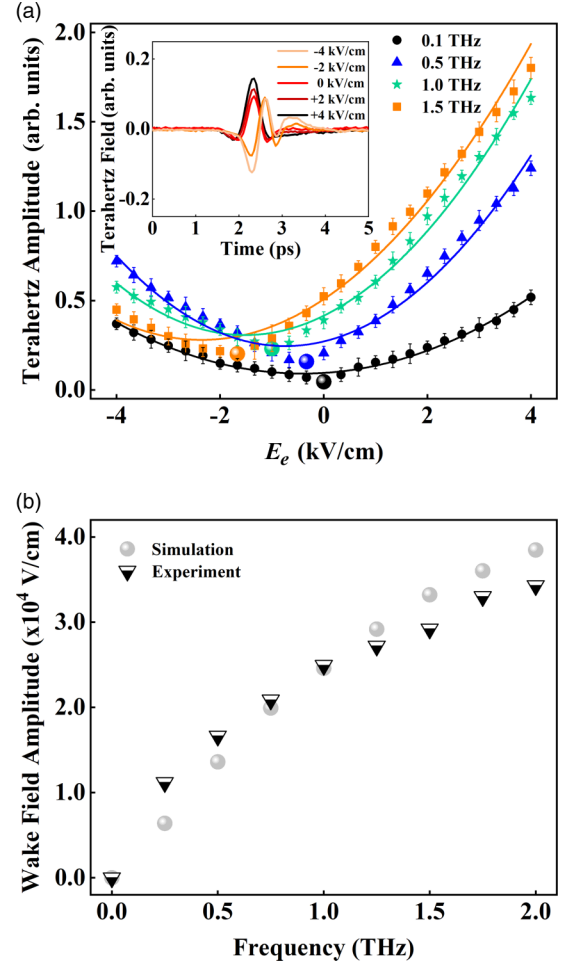 (a)
2.0
1.5
1.0
0.5
0.0
Terahertz Amplitude (arb. units)
-4
-2
0
2
4
E_e (kV/cm)
0.1 THz
0.5 THz
1.0 THz
1.5 THz
0.2
0.0
-0.2
Terahertz Field (arb. units)
0
1
2
3
4
5
Time (ps)
-4 kV/cm
-2 kV/cm
0 kV/cm
+2 kV/cm
+4 kV/cm
(b)
4.0
3.0
2.0
1.0
0.0
Wake Field Amplitude (x10⁴ V/cm)
Simulation
Experiment
0.0
0.5
1.0
1.5
2.0
Frequency (THz)